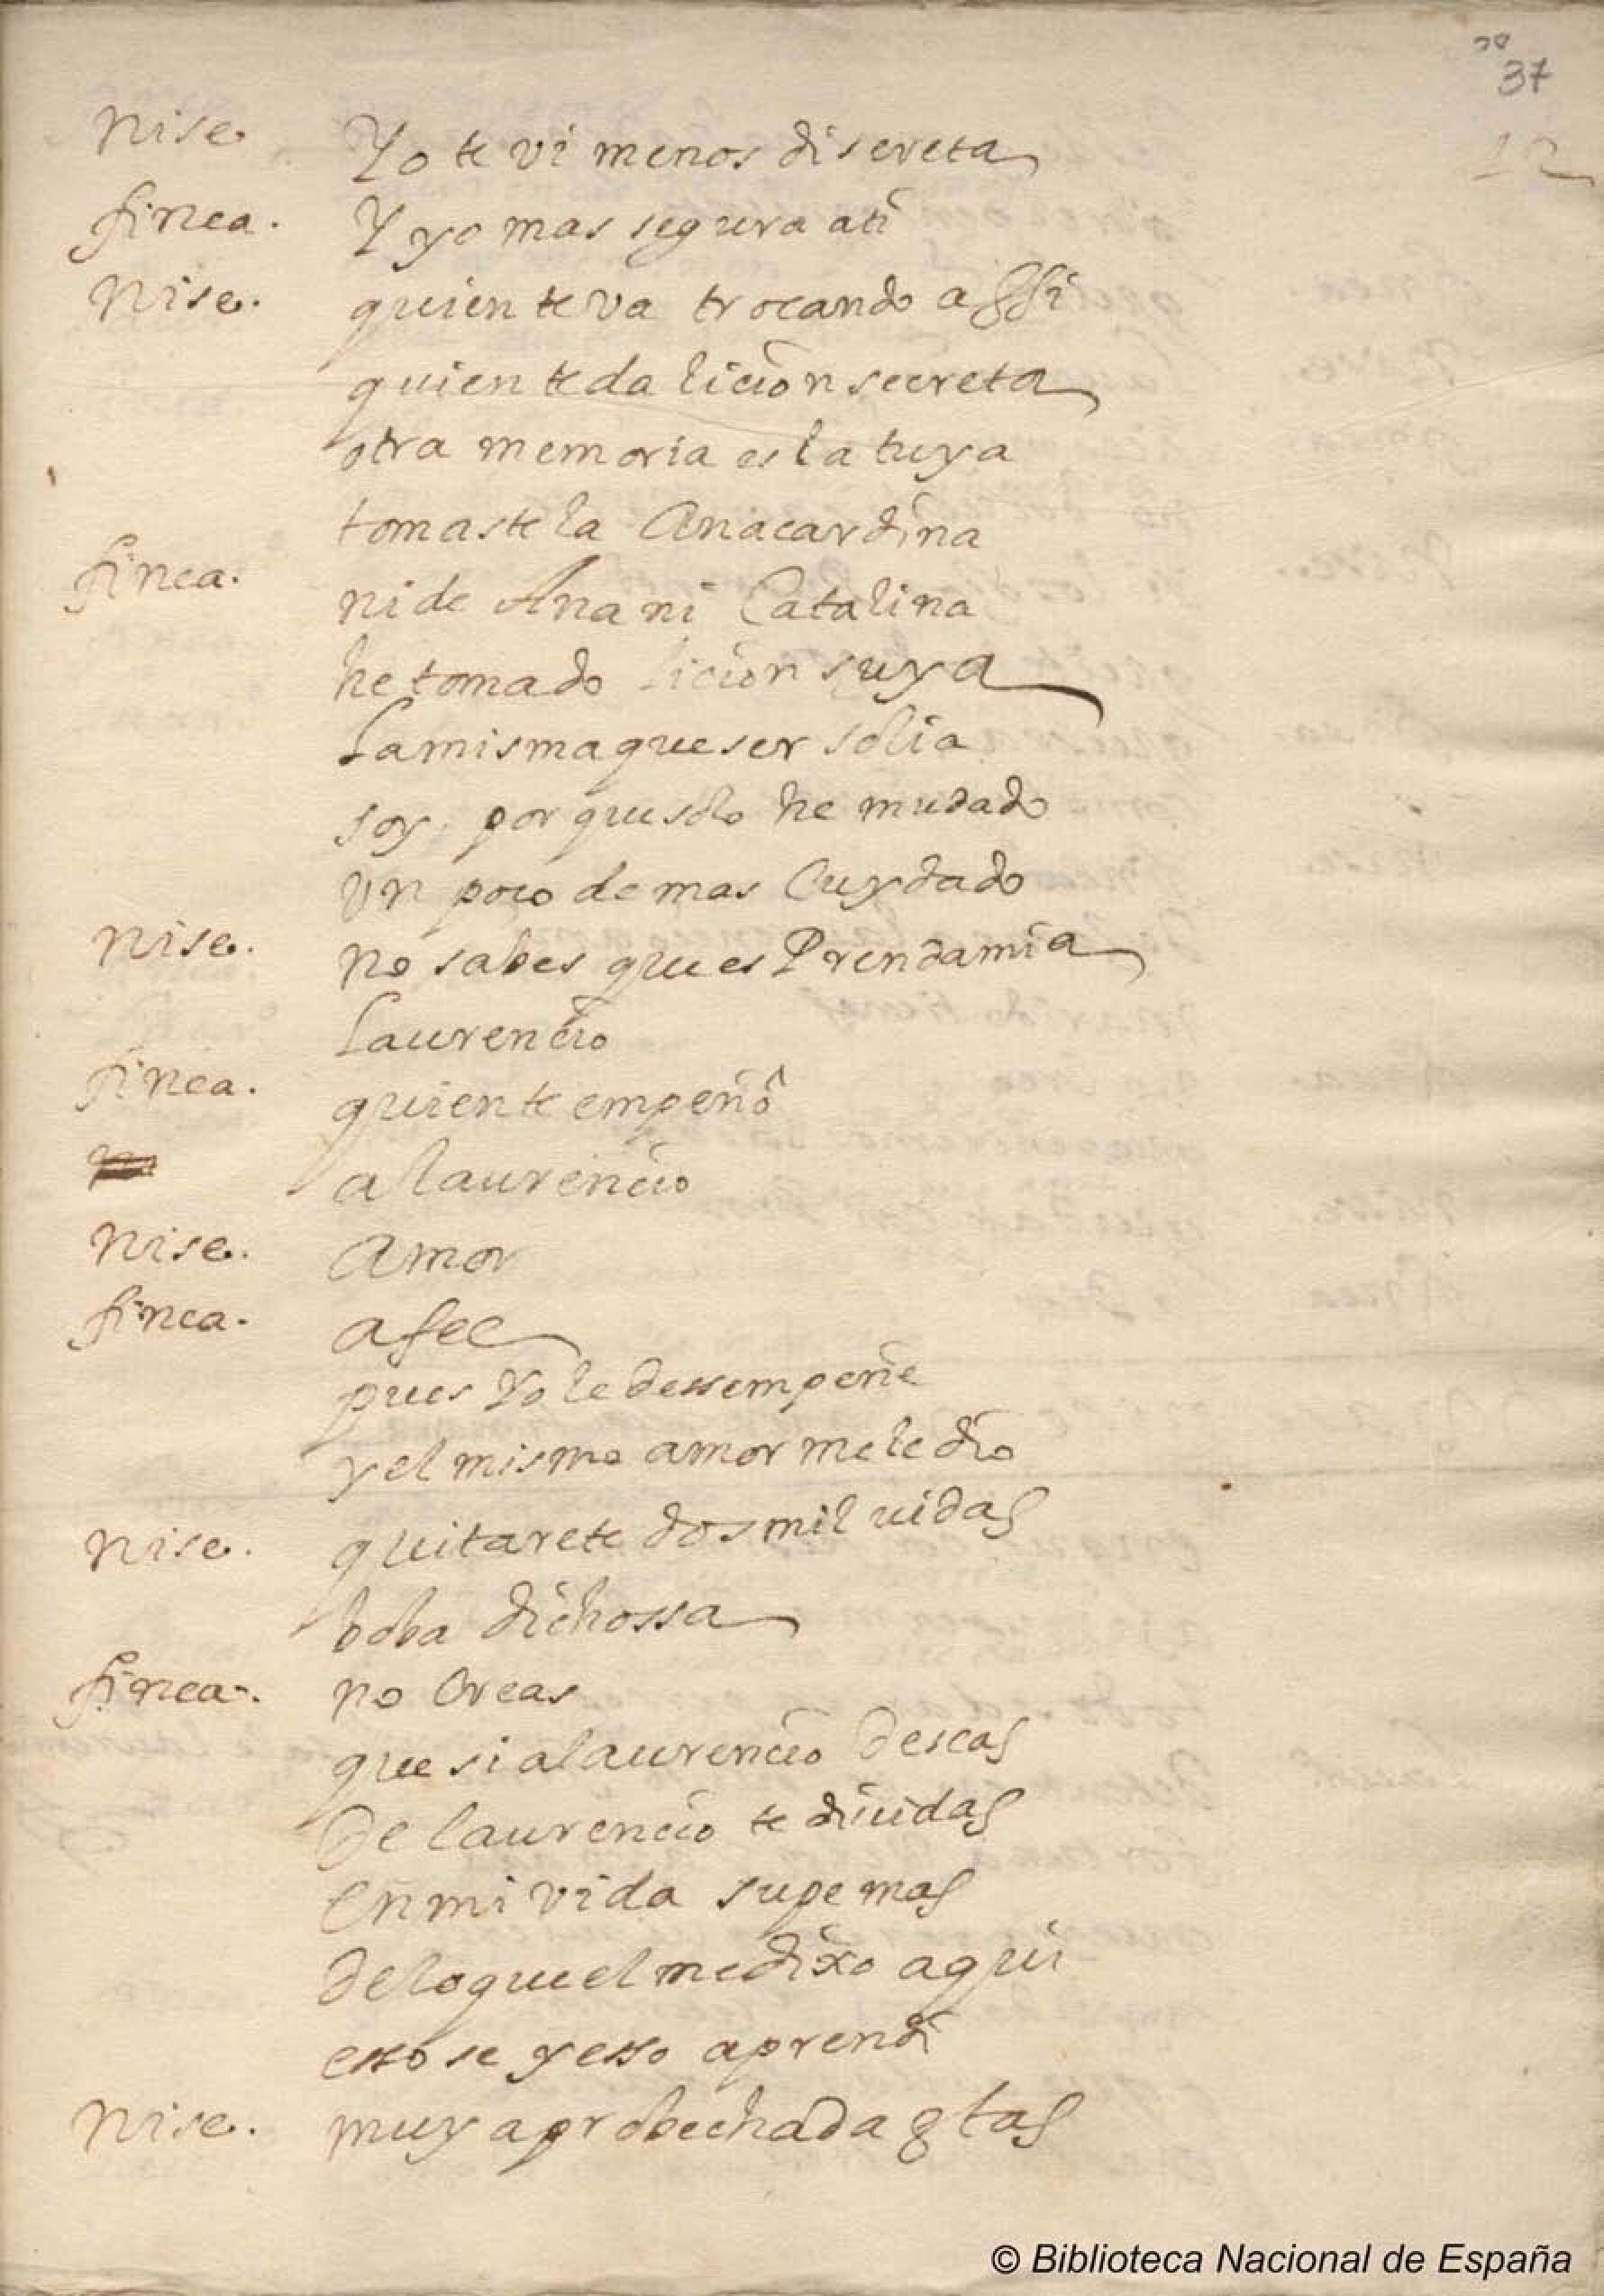 37
12
Nise. Yo te vi menos discreta
finea. Y yo mas segura ati
Nise. quien te va trocando assi
quien te da licion secreta
otra memoria es la tuya
tomaste la Anacardina
finea. ni de Ana ni Catalina
he tomado licion suya
La misma que ser solia
soy, porque solo he mudado
Vn poco de mas Cuydado
Nise. no sabes que es Prenda mia
Laurencio
finea. quien te empeño
a laurencio
Nise. Amor
finea. a fee
pues Yo le dessempeñe
y el mismo amor me le dio
Nise. quitarete dos mil uidas
boba dichossa
finea. no Creas
que si a laurencio deseas
de laurencio te diuidas
En mi vida supe mas
de lo que el me dixo aqui
esso se y esso aprendi
Nise. muy aprobechada estas
© Biblioteca Nacional de España